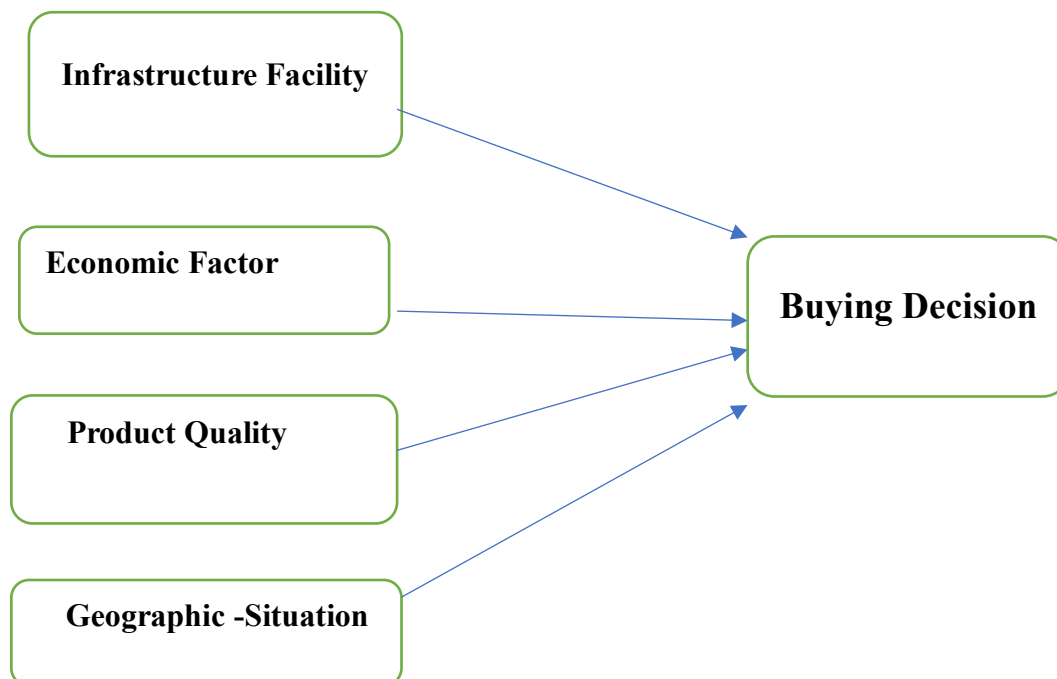 Infrastructure Facility
Economic Factor
Buying Decision
Product Quality
Geographic -Situation